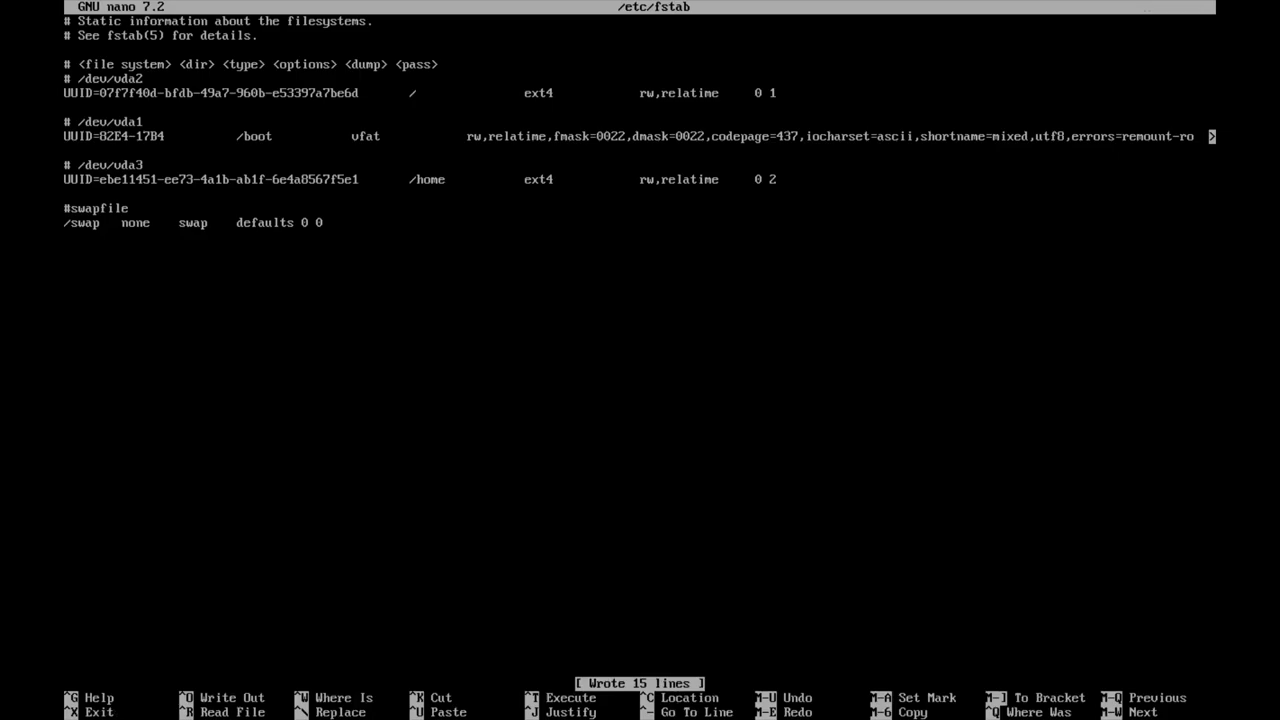 GNU nano 7.2 /etc/fstab
# Static information about the filesystems.
# See fstab(5) for details.
# <file system> <dir> <type> <options> <dump> <pass>
# /dev/vda2
UUID=07f7f40d-bfdb-49a7-960b-e53397a7be6d / ext4 rw,relatime 0 1
# /dev/vda1
UUID=82E4-17B4 /boot vfat rw,relatime,fmask=0022,dmask=0022,codepage=437,iocharset=ascii,shortname=mixed,utf8,errors=remount-ro >
# /dev/vda3
UUID=ebe11451-ee73-4a1b-ab1f-6e4a8567f5e1 /home ext4 rw,relatime 0 2
#swapfile
/swap none swap defaults 0 0
[ Wrote 15 lines ]
^G Help ^O Write Out ^W Where Is ^K Cut ^T Execute ^C Location M-U Undo M-A Set Mark M-] To Bracket M-Q Previous
^X Exit ^R Read File ^\ Replace ^U Paste ^J Justify ^_ Go To Line M-E Redo M-6 Copy ^Q Where Was M-W Next